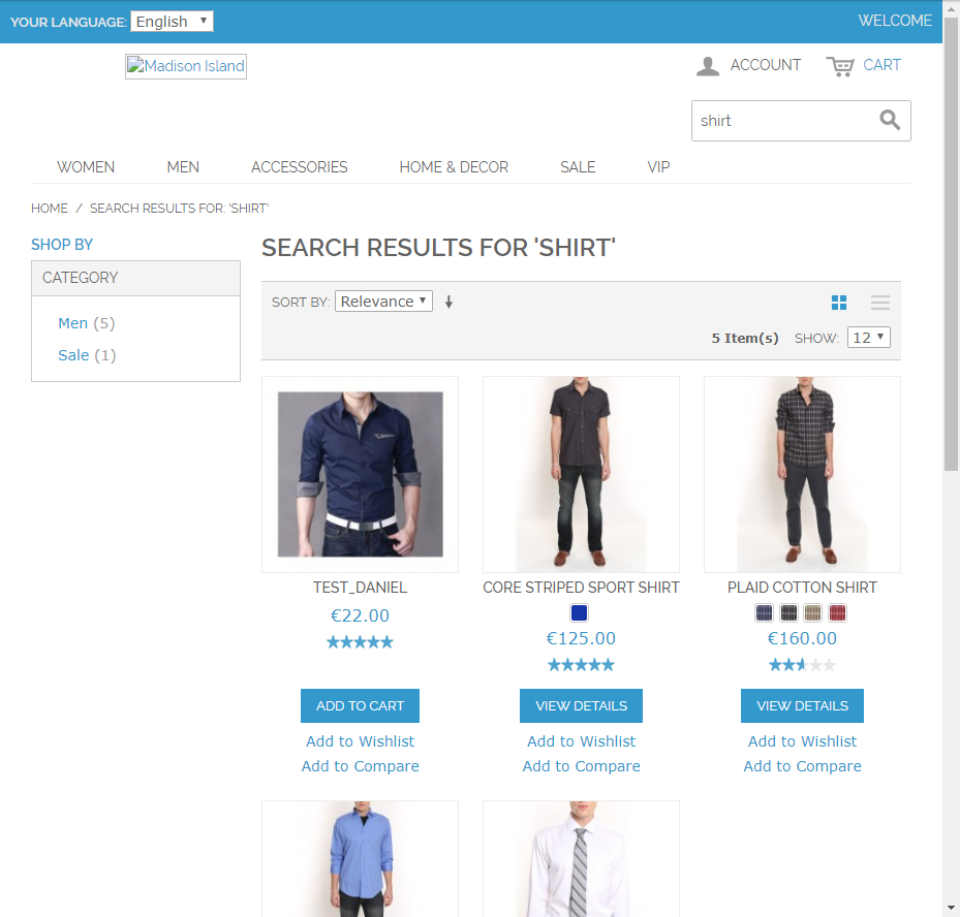 YOUR LANGUAGE: English
WELCOME
Madison Island
ACCOUNT CART
shirt
WOMEN MEN ACCESSORIES HOME & DECOR SALE VIP
HOME / SEARCH RESULTS FOR: 'SHIRT'
SHOP BY
CATEGORY
Men (5)
Sale (1)
SEARCH RESULTS FOR 'SHIRT'
SORT BY: Relevance
5 Item(s) SHOW: 12
TEST_DANIEL
€22.00
ADD TO CART
Add to Wishlist
Add to Compare
CORE STRIPED SPORT SHIRT
€125.00
VIEW DETAILS
Add to Wishlist
Add to Compare
PLAID COTTON SHIRT
€160.00
VIEW DETAILS
Add to Wishlist
Add to Compare